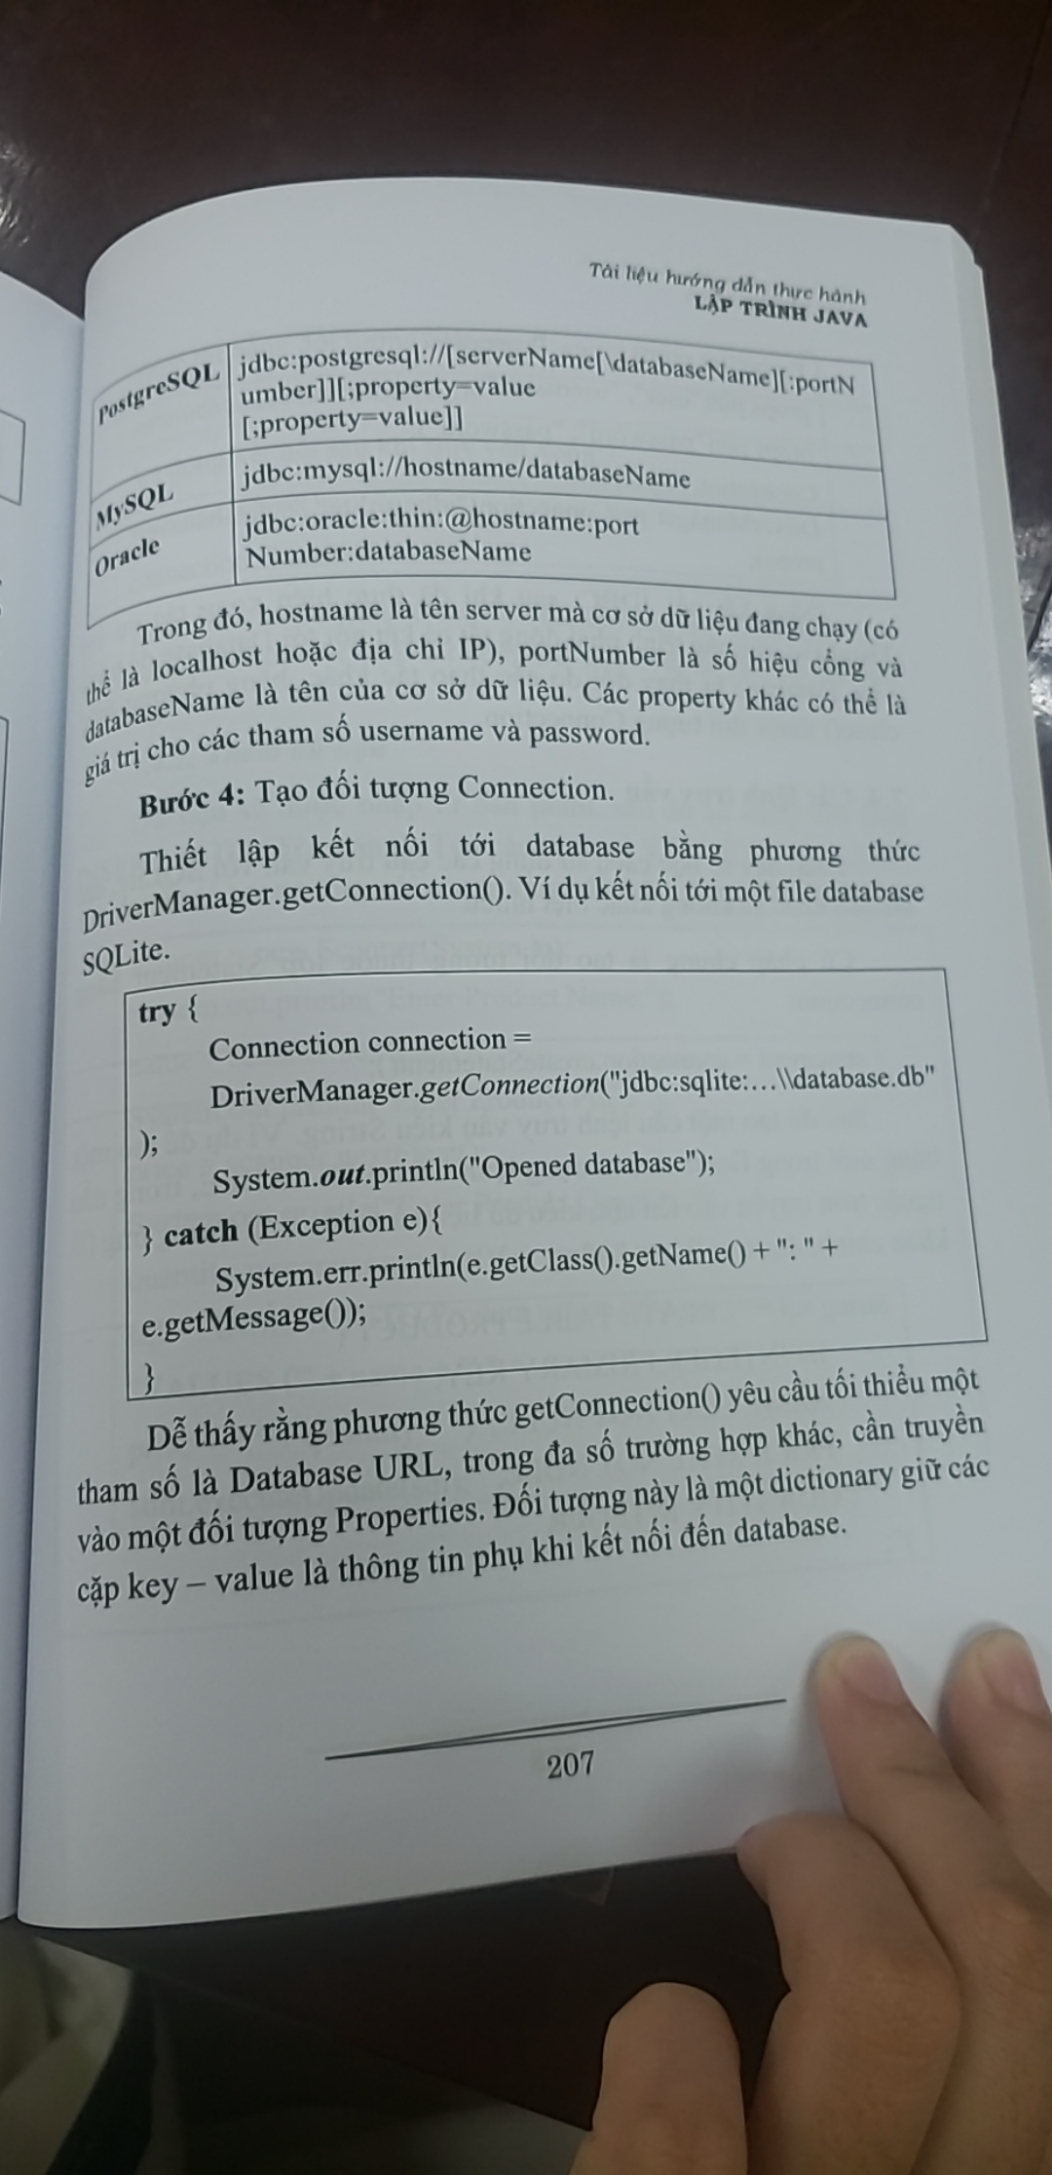 Tài liệu hướng dẫn thực hành
LẬP TRÌNH JAVA
PostgreSQL
jdbc:postgresql://[serverName[\databaseName][:portN
umber]][;property=value
[;property=value]]
MySQL
jdbc:mysql://hostname/databaseName
Oracle
jdbc:oracle:thin:@hostname:port
Number:databaseName
Trong đó, hostname là tên server mà cơ sở dữ liệu đang chạy (có
thể là localhost hoặc địa chỉ IP), portNumber là số hiệu cổng và
databaseName là tên của cơ sở dữ liệu. Các property khác có thể là
giá trị cho các tham số username và password.
Bước 4: Tạo đối tượng Connection.
Thiết lập kết nối tới database bằng phương thức
DriverManager.getConnection(). Ví dụ kết nối tới một file database
SQLite.
try {
Connection connection =
DriverManager.getConnection("jdbc:sqlite:…\\database.db"
);
System.out.println("Opened database");
} catch (Exception e){
System.err.println(e.getClass().getName() + ": " +
e.getMessage());
}
Dễ thấy rằng phương thức getConnection() yêu cầu tối thiểu một
tham số là Database URL, trong đa số trường hợp khác, cần truyền
vào một đối tượng Properties. Đối tượng này là một dictionary giữ các
cặp key – value là thông tin phụ khi kết nối đến database.
207